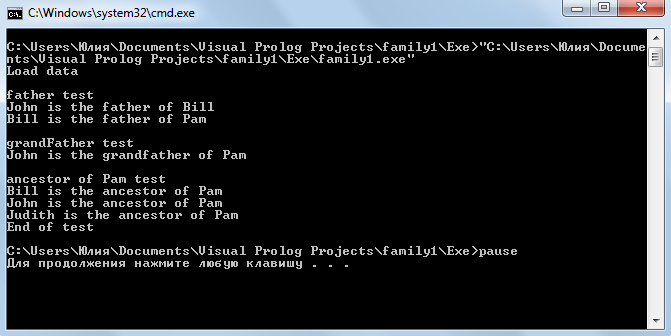 C:\Windows\system32\cmd.exe
C:\Users\Юлия\Documents\Visual Prolog Projects\family1\Exe>"C:\Users\Юлия\Docume
nts\Visual Prolog Projects\family1\Exe\family1.exe"
Load data
father test
John is the father of Bill
Bill is the father of Pam
grandFather test
John is the grandfather of Pam
ancestor of Pam test
Bill is the ancestor of Pam
John is the ancestor of Pam
Judith is the ancestor of Pam
End of test
C:\Users\Юлия\Documents\Visual Prolog Projects\family1\Exe>pause
Для продолжения нажмите любую клавишу . . .